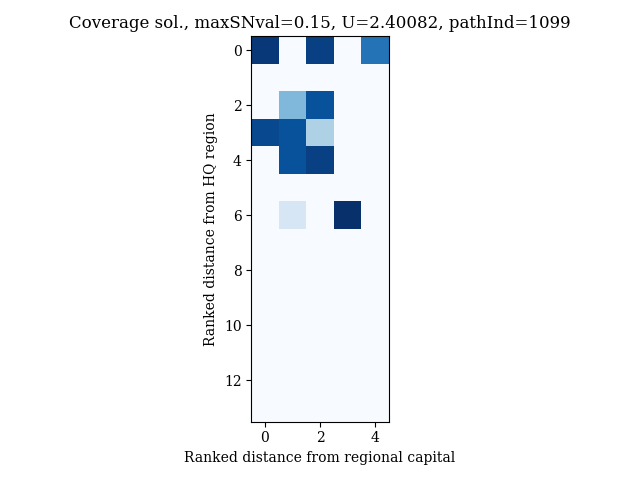 Coverage sol., maxSNval=0.15, U=2.40082, pathInd=1099
Ranked distance from HQ region
0
2
4
6
8
10
12
0 2 4
Ranked distance from regional capital